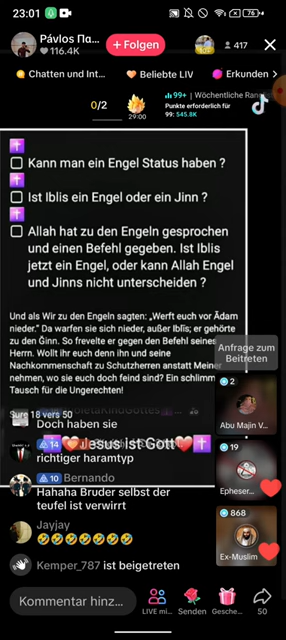 23:01
75
Pávlos Πα...
116.4K
+ Folgen
417
Chatten und Int...
Beliebte LIV
Erkunden
0/2
29:00
99+ | Wöchentliche Rang
Punkte erforderlich für
99: 545.8K
✝️
Kann man ein Engel Status haben ?
✝️
Ist Iblis ein Engel oder ein Jinn ?
✝️
Allah hat zu den Engeln gesprochen
und einen Befehl gegeben. Ist Iblis
jetzt ein Engel, oder kann Allah Engel
und Jinns nicht unterscheiden ?
Und als Wir zu den Engeln sagten: „Werft euch vor Ādam
nieder.“ Da warfen sie sich nieder, außer Iblīs; er gehörte
zu den Ǧinn. So frevelte er gegen den Befehl seines
Herrn. Wollt ihr euch denn ihn und seine
Nachkommenschaft zu Schutzherren anstatt Meiner
nehmen, wo sie euch doch feind sind? Ein schlimmer
Tausch für die Ungerechten!
Anfrage zum
Beitreten
Sure 18 vers 50
Doch haben sie
✝️❤️Jesus ist Gott❤️✝️
14
richtiger haramtyp
10 Bernando
Hahaha Bruder selbst der
teufel ist verwirrt
Jayjay
🤣🤣🤣🤣🤣🤣🤣
Kemper_787 ist beigetreten
2
Abu Majin V...
19
Epheser...
868
Ex-Muslim
Kommentar hinz...
LIVE mi...
Senden
Gesche...
50